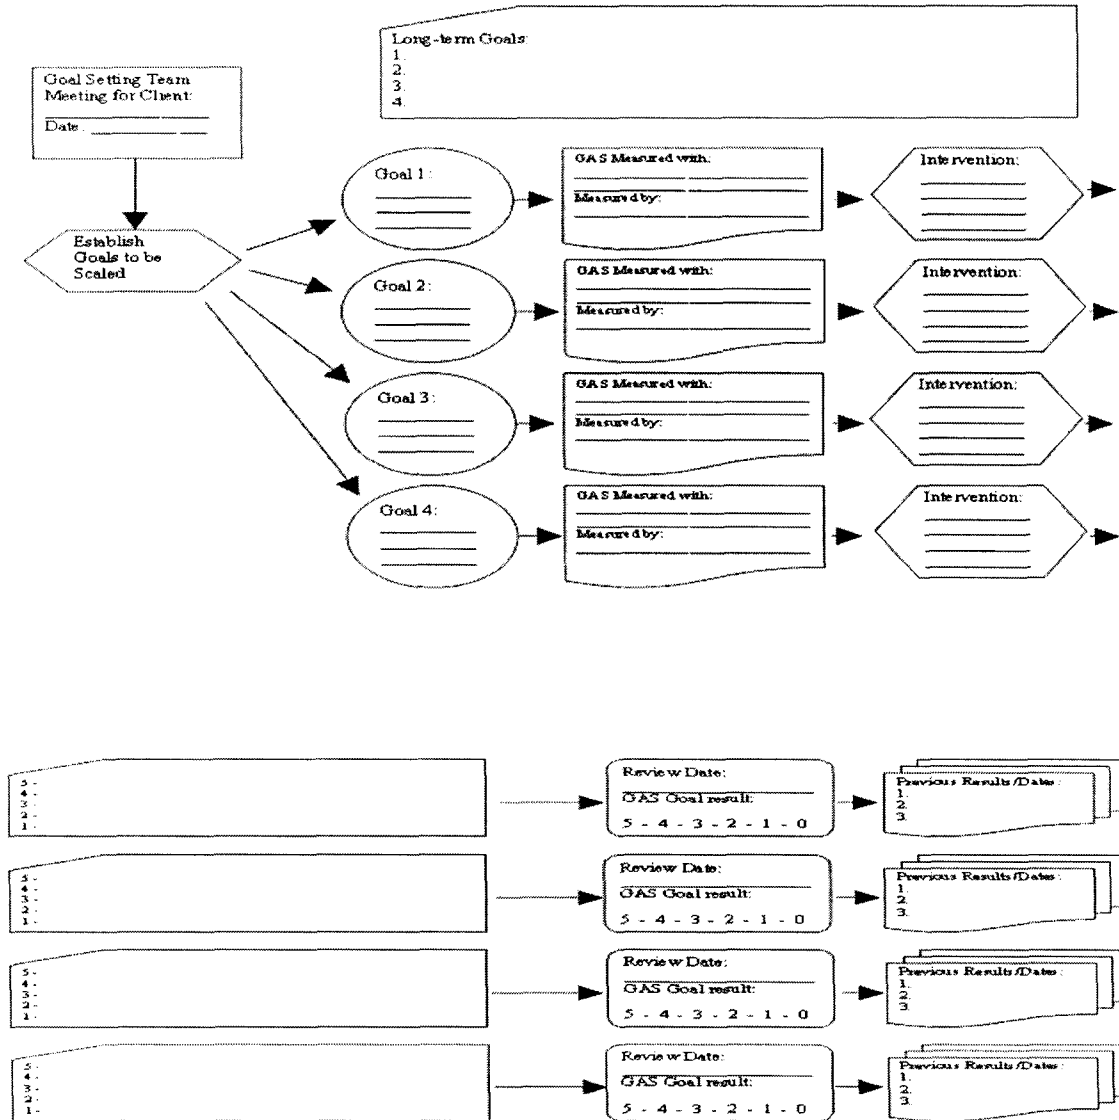 Long-term Goals:
1.
2.
3.
4.
Goal Setting Team
Meeting for Client:
Date:
Establish
Goals to be
Scaled
Goal 1:
GAS Measured with:
Measured by:
Intervention:
Goal 2:
GAS Measured with:
Measured by:
Intervention:
Goal 3:
GAS Measured with:
Measured by:
Intervention:
Goal 4:
GAS Measured with:
Measured by:
Intervention:
5 -
4 -
3 -
2 -
1 -
Review Date:
GAS Goal result:
5 - 4 - 3 - 2 - 1 - 0
Previous Results/Dates:
1.
2.
3.
5 -
4 -
3 -
2 -
1 -
Review Date:
GAS Goal result:
5 - 4 - 3 - 2 - 1 - 0
Previous Results/Dates:
1.
2.
3.
5 -
4 -
3 -
2 -
1 -
Review Date:
GAS Goal result:
5 - 4 - 3 - 2 - 1 - 0
Previous Results/Dates:
1.
2.
3.
5 -
4 -
3 -
2 -
1 -
Review Date:
GAS Goal result:
5 - 4 - 3 - 2 - 1 - 0
Previous Results/Dates:
1.
2.
3.